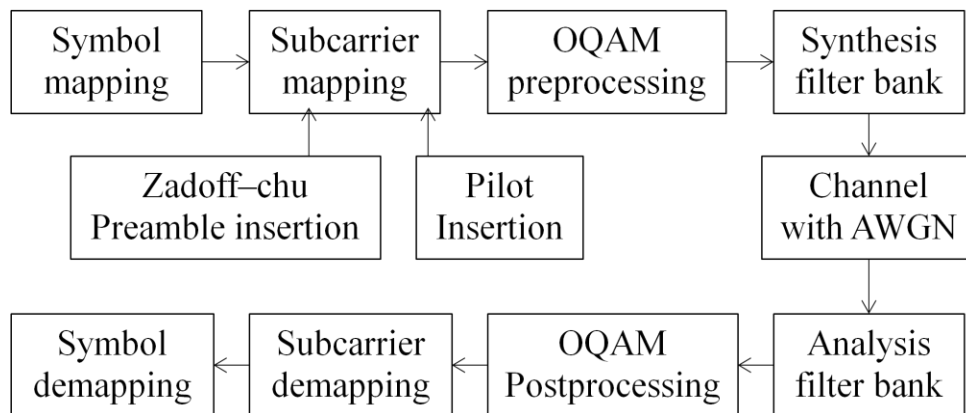 Symbol
mapping
Subcarrier
mapping
OQAM
preprocessing
Synthesis
filter bank
Zadoff–chu
Preamble insertion
Pilot
Insertion
Channel
with AWGN
Symbol
demapping
Subcarrier
demapping
OQAM
Postprocessing
Analysis
filter bank